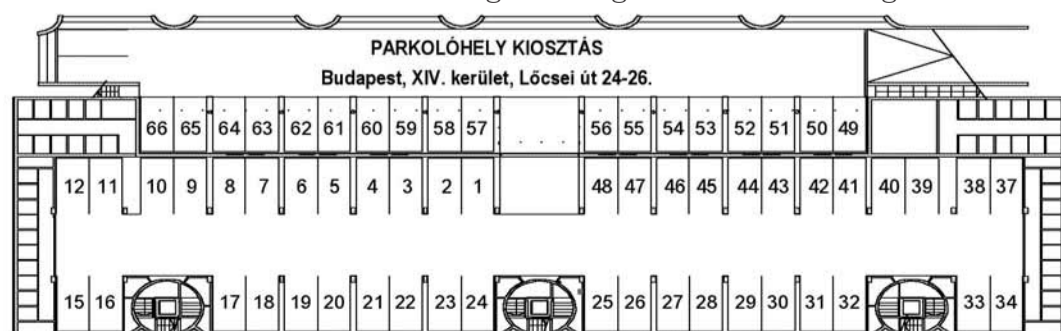 PARKOLÓHELY KIOSZTÁS
Budapest, XIV. kerület, Lőcsei út 24-26.
66 65 64 63 62 61 60 59 58 57 56 55 54 53 52 51 50 49
12 11 10 9 8 7 6 5 4 3 2 1 48 47 46 45 44 43 42 41 40 39 38 37
15 16 17 18 19 20 21 22 23 24 25 26 27 28 29 30 31 32 33 34